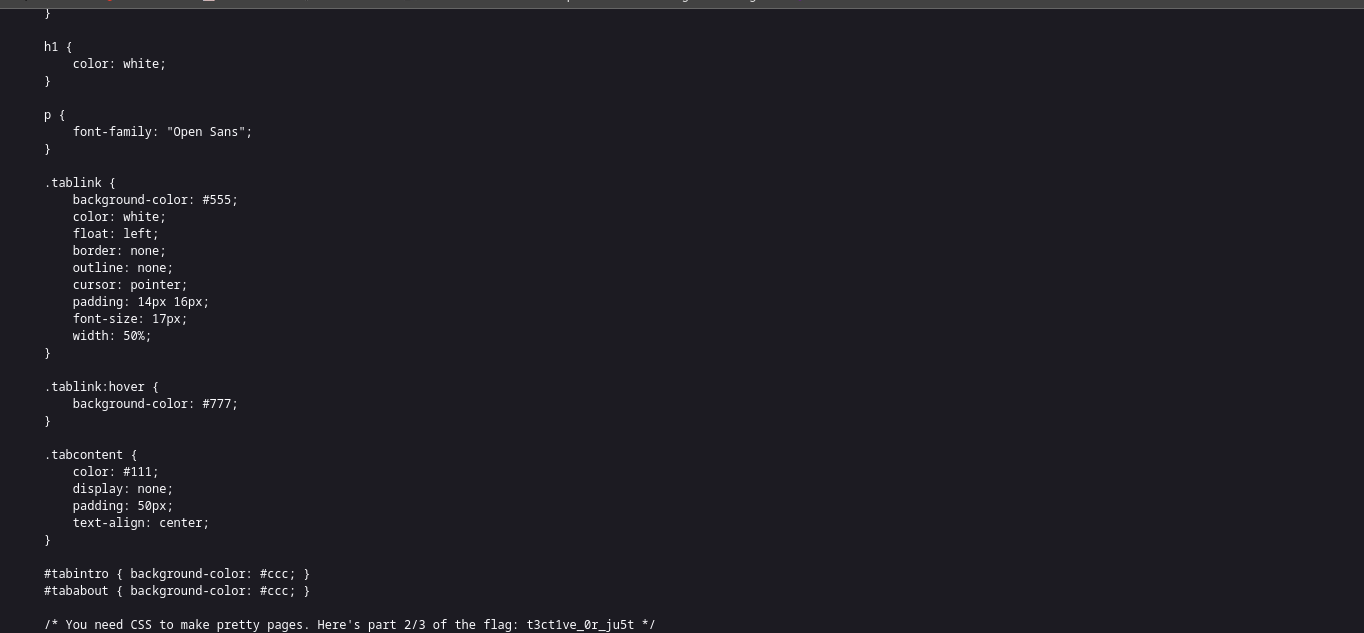 }
h1 {
    color: white;
}
p {
    font-family: "Open Sans";
}
.tablink {
    background-color: #555;
    color: white;
    float: left;
    border: none;
    outline: none;
    cursor: pointer;
    padding: 14px 16px;
    font-size: 17px;
    width: 50%;
}
.tablink:hover {
    background-color: #777;
}
.tabcontent {
    color: #111;
    display: none;
    padding: 50px;
    text-align: center;
}
#tabintro { background-color: #ccc; }
#tababout { background-color: #ccc; }
/* You need CSS to make pretty pages. Here's part 2/3 of the flag: t3ct1ve_0r_ju5t */